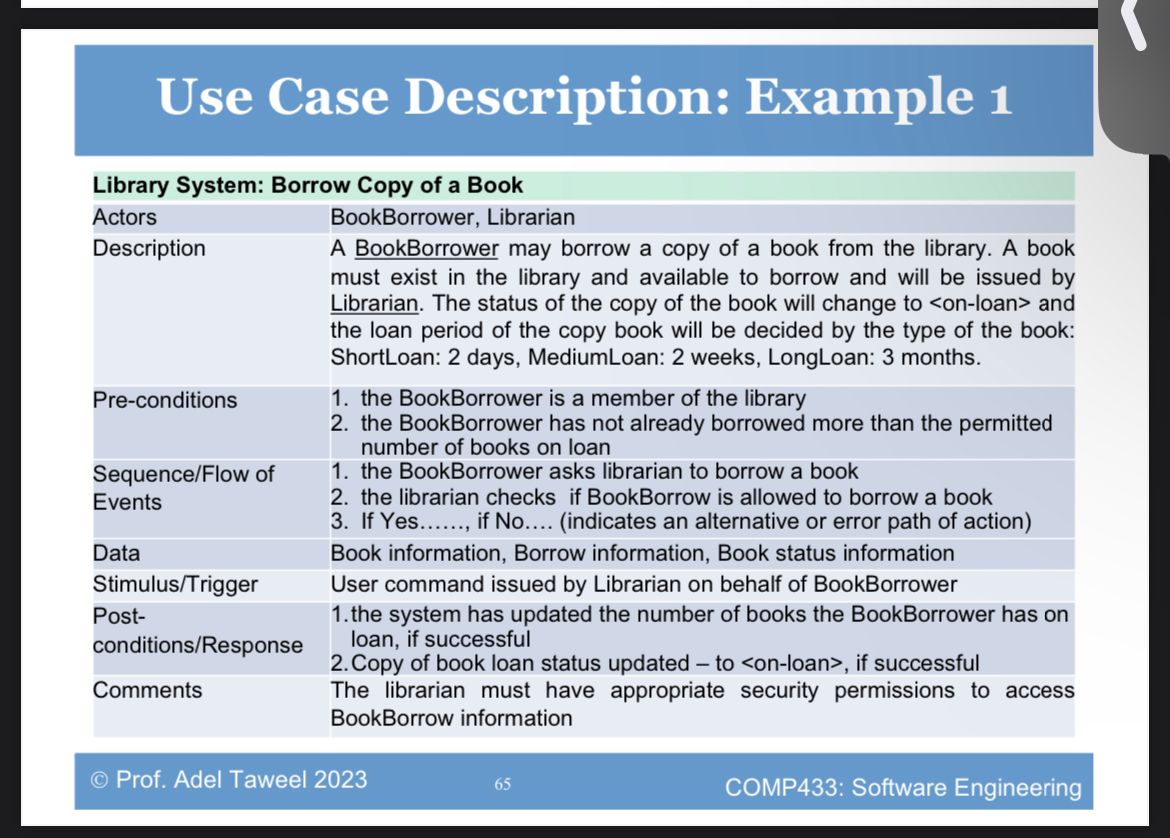 Use Case Description: Example 1
Library System: Borrow Copy of a Book
Actors
BookBorrower, Librarian
Description
A BookBorrower may borrow a copy of a book from the library. A book
must exist in the library and available to borrow and will be issued by
Librarian. The status of the copy of the book will change to <on-loan> and
the loan period of the copy book will be decided by the type of the book:
ShortLoan: 2 days, MediumLoan: 2 weeks, LongLoan: 3 months.
Pre-conditions
1. the BookBorrower is a member of the library
2. the BookBorrower has not already borrowed more than the permitted
number of books on loan
Sequence/Flow of
Events
1. the BookBorrower asks librarian to borrow a book
2. the librarian checks if BookBorrow is allowed to borrow a book
3. If Yes……, if No…. (indicates an alternative or error path of action)
Data
Book information, Borrow information, Book status information
Stimulus/Trigger
User command issued by Librarian on behalf of BookBorrower
Post-
conditions/Response
1.the system has updated the number of books the BookBorrower has on
loan, if successful
2.Copy of book loan status updated – to <on-loan>, if successful
Comments
The librarian must have appropriate security permissions to access
BookBorrow information
© Prof. Adel Taweel 2023
65
COMP433: Software Engineering